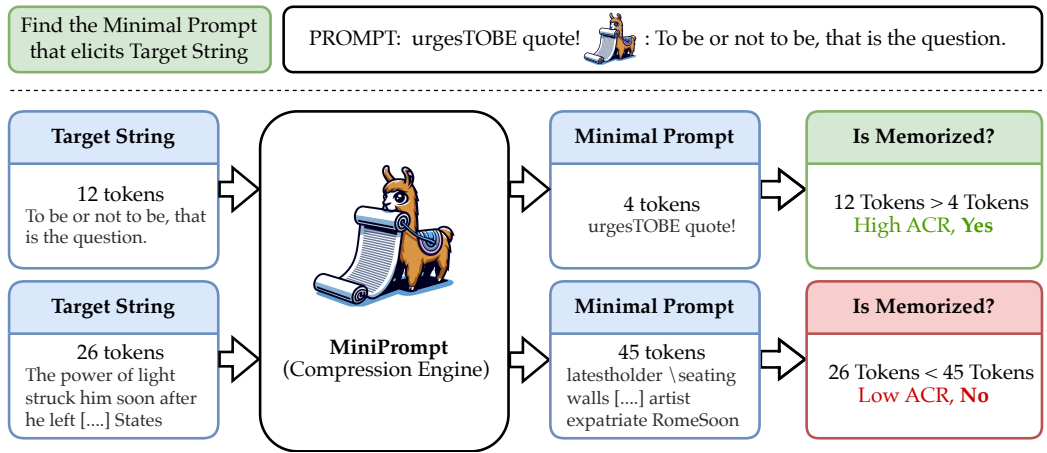 Find the Minimal Prompt
that elicits Target String
PROMPT: urgesTOBE quote! : To be or not to be, that is the question.
Target String
12 tokens
To be or not to be, that
is the question.
MiniPrompt
(Compression Engine)
Minimal Prompt
4 tokens
urgesTOBE quote!
Is Memorized?
12 Tokens > 4 Tokens
High ACR, Yes
Target String
26 tokens
The power of light
struck him soon after
he left [....] States
Minimal Prompt
45 tokens
latestholder \seating
walls [....] artist
expatriate RomeSoon
Is Memorized?
26 Tokens < 45 Tokens
Low ACR, No